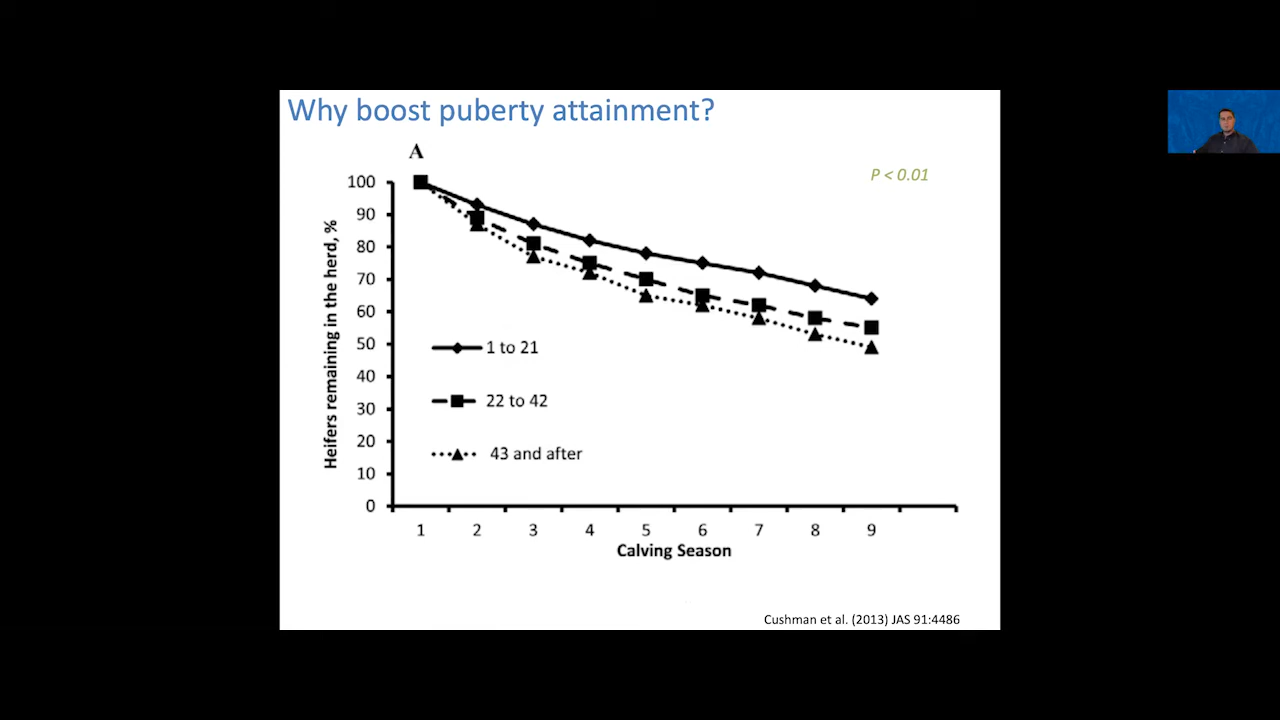 Why boost puberty attainment?
A
P < 0.01
100
90
80
70
60
50
40
30
20
10
0
Heifers remaining in the herd, %
1 to 21
22 to 42
43 and after
1 2 3 4 5 6 7 8 9
Calving Season
Cushman et al. (2013) JAS 91:4486